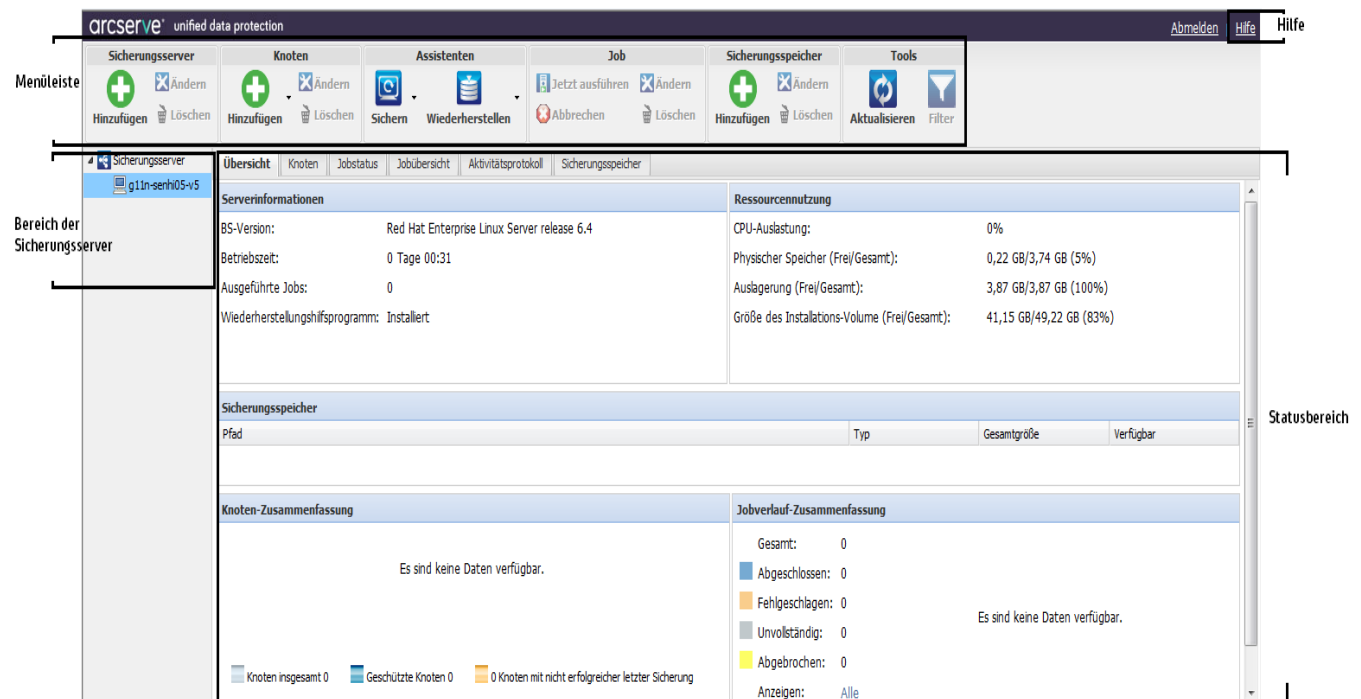 arcserve® unified data protection
Abmelden Hilfe
Hilfe
Menüleiste
Sicherungsserver Knoten Assistenten Job Sicherungsspeicher Tools
Hinzufügen Ändern Löschen
Hinzufügen Ändern Löschen
Sichern Wiederherstellen
Jetzt ausführen Ändern
Abbrechen Löschen
Hinzufügen Ändern Löschen
Aktualisieren Filter
Bereich der
Sicherungsserver
Sicherungsserver
g11n-senhi05-v5
Übersicht Knoten Jobstatus Jobübersicht Aktivitätsprotokoll Sicherungsspeicher
Serverinformationen
BS-Version: Red Hat Enterprise Linux Server release 6.4
Betriebszeit: 0 Tage 00:31
Ausgeführte Jobs: 0
Wiederherstellungshilfsprogramm: Installiert
Ressourcennutzung
CPU-Auslastung: 0%
Physischer Speicher (Frei/Gesamt): 0,22 GB/3,74 GB (5%)
Auslagerung (Frei/Gesamt): 3,87 GB/3,87 GB (100%)
Größe des Installations-Volume (Frei/Gesamt): 41,15 GB/49,22 GB (83%)
Statusbereich
Sicherungsspeicher
Pfad Typ Gesamtgröße Verfügbar
Knoten-Zusammenfassung
Es sind keine Daten verfügbar.
Knoten insgesamt 0 Geschützte Knoten 0 0 Knoten mit nicht erfolgreicher letzter Sicherung
Jobverlauf-Zusammenfassung
Gesamt: 0
Abgeschlossen: 0
Fehlgeschlagen: 0
Unvollständig: 0
Abgebrochen: 0
Anzeigen: Alle
Es sind keine Daten verfügbar.